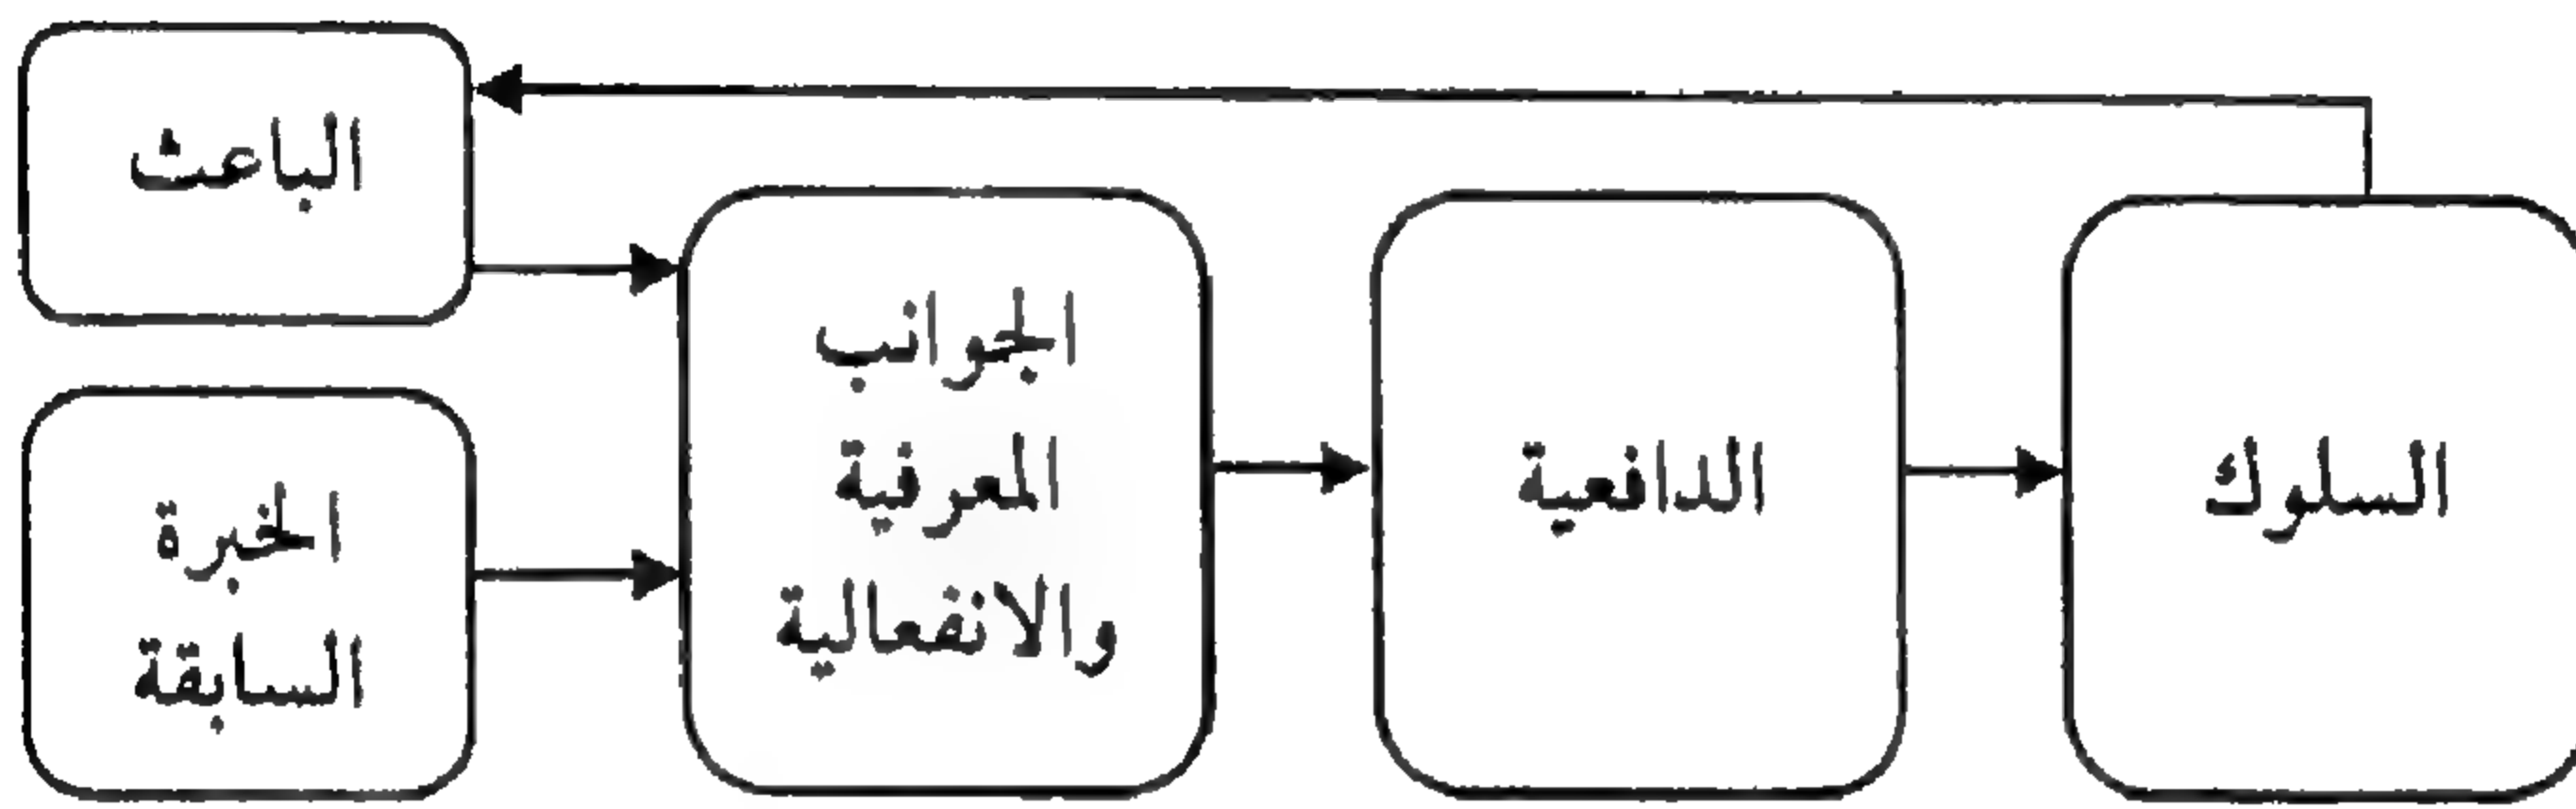 الباعث
الخبرة
السابقة
الجوانب
المعرفية
والانفعالية
الدافعية
السلوك